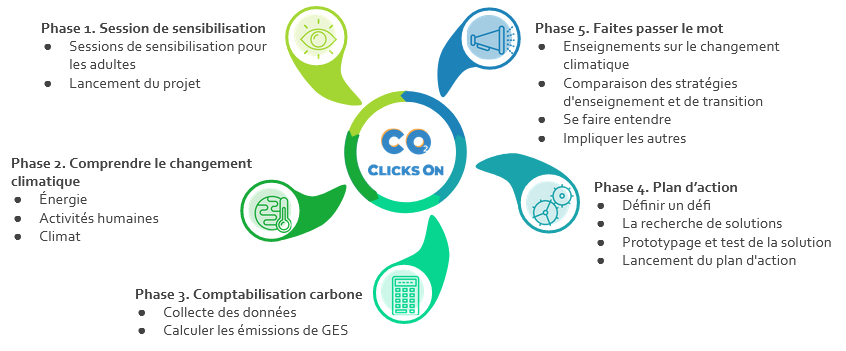 Phase 1. Session de sensibilisation
● Sessions de sensibilisation pour
les adultes
● Lancement du projet
Phase 2. Comprendre le changement
climatique
● Énergie
● Activités humaines
● Climat
Phase 3. Comptabilisation carbone
● Collecte des données
● Calculer les émissions de GES
Phase 4. Plan d’action
● Définir un défi
● La recherche de solutions
● Prototypage et test de la solution
● Lancement du plan d'action
Phase 5. Faites passer le mot
● Enseignements sur le changement
climatique
● Comparaison des stratégies
d'enseignement et de transition
● Se faire entendre
● Impliquer les autres
CO2
CLICKS ON